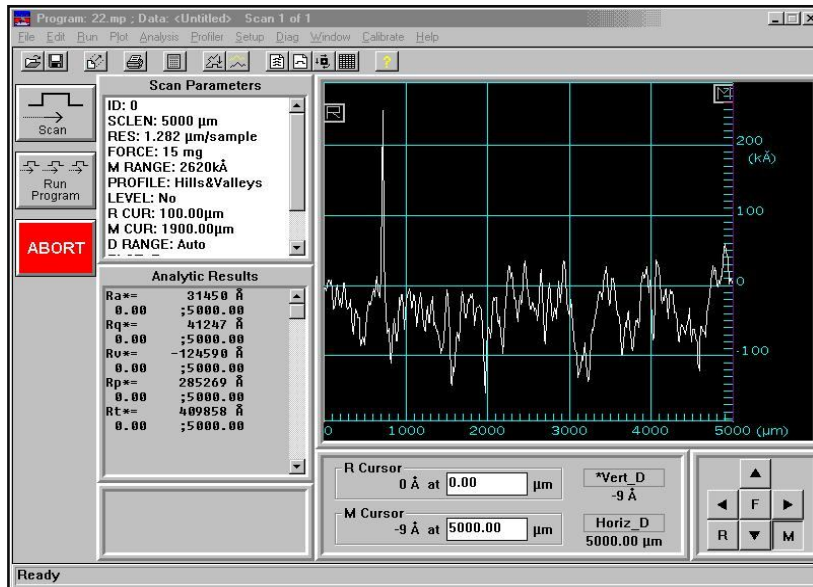 Program: 22.mp ; Data: <Untitled> Scan 1 of 1
File Edit Run Plot Analysis Profiler Setup Diag Window Calibrate Help
Scan
Run
Program
ABORT
Scan Parameters
ID: 0
SCLEN: 5000 µm
RES: 1.282 µm/sample
FORCE: 15 mg
M RANGE: 2620kÅ
PROFILE: Hills&Valleys
LEVEL: No
R CUR: 100.00µm
M CUR: 1900.00µm
D RANGE: Auto
Analytic Results
Ra*= 31450 Å
0.00 ;5000.00
Rq*= 41247 Å
0.00 ;5000.00
Rv*= -124590 Å
0.00 ;5000.00
Rp*= 285269 Å
0.00 ;5000.00
Rt*= 409858 Å
0.00 ;5000.00
R
M
200
(kÅ)
100
0
-100
0 1000 2000 3000 4000 5000 (µm)
R Cursor
0 Å at 0.00 µm
M Cursor
-9 Å at 5000.00 µm
*Vert_D
-9 Å
Horiz_D
5000.00 µm
F
R
M
Ready